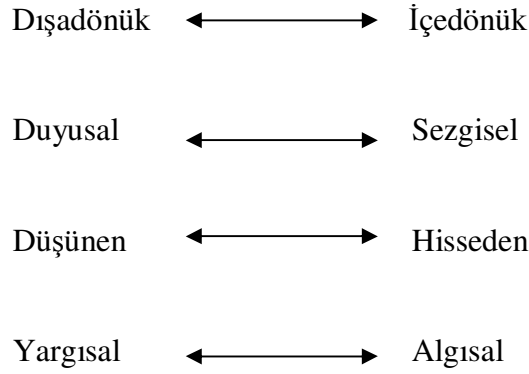 Dışadönük İçedönük
Duyusal Sezgisel
Düşünen Hisseden
Yargısal Algısal